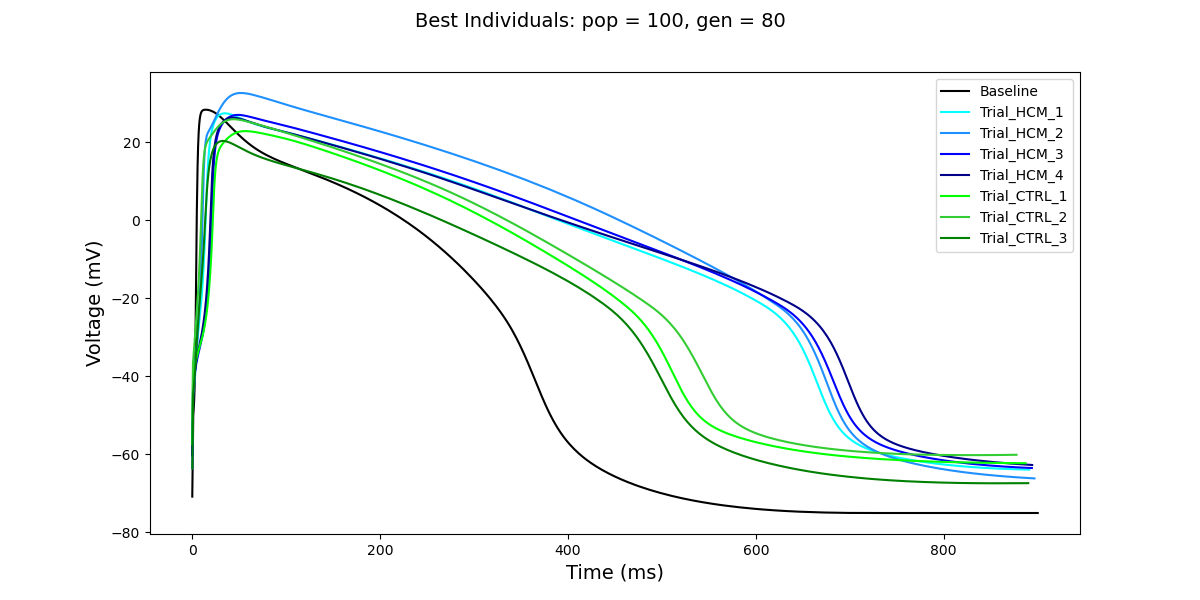 Best Individuals: pop = 100, gen = 80
Baseline
Trial_HCM_1
Trial_HCM_2
Trial_HCM_3
Trial_HCM_4
Trial_CTRL_1
Trial_CTRL_2
Trial_CTRL_3
Voltage (mV)
20
0
−20
−40
−60
−80
0 200 400 600 800
Time (ms)